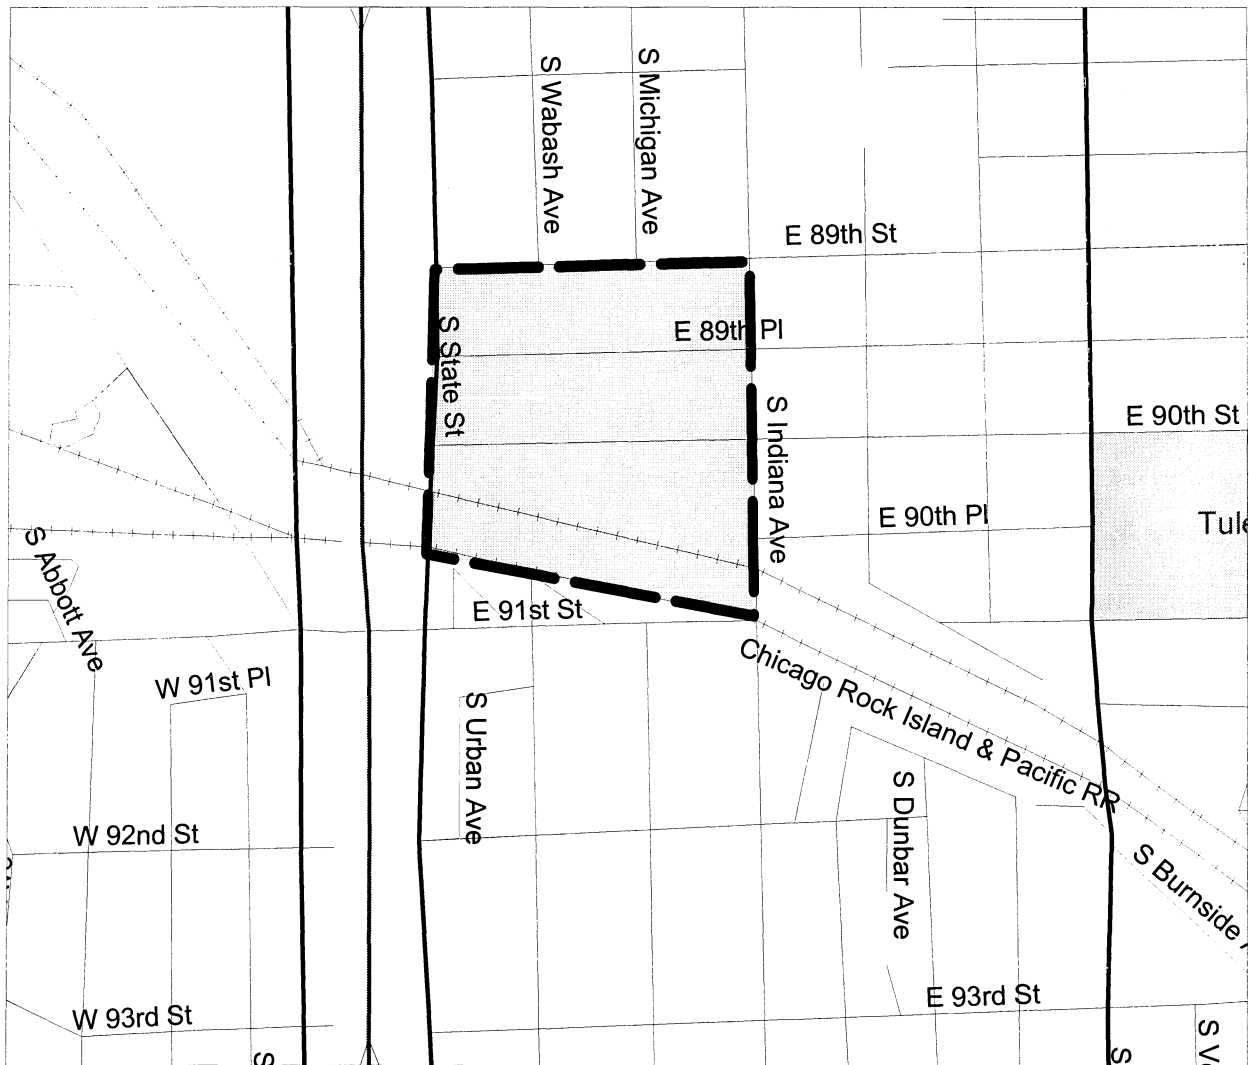 S Wabash Ave
S Michigan Ave
E 89th St
E 89th Pl
S State St
S Indiana Ave
E 90th St
E 90th Pl
S Abbott Ave
E 91st St
Chicago Rock Island & Pacific RR
W 91st Pl
S Urban Ave
S Dunbar Ave
W 92nd St
S Burnside
E 93rd St
W 93rd St
S
S
S